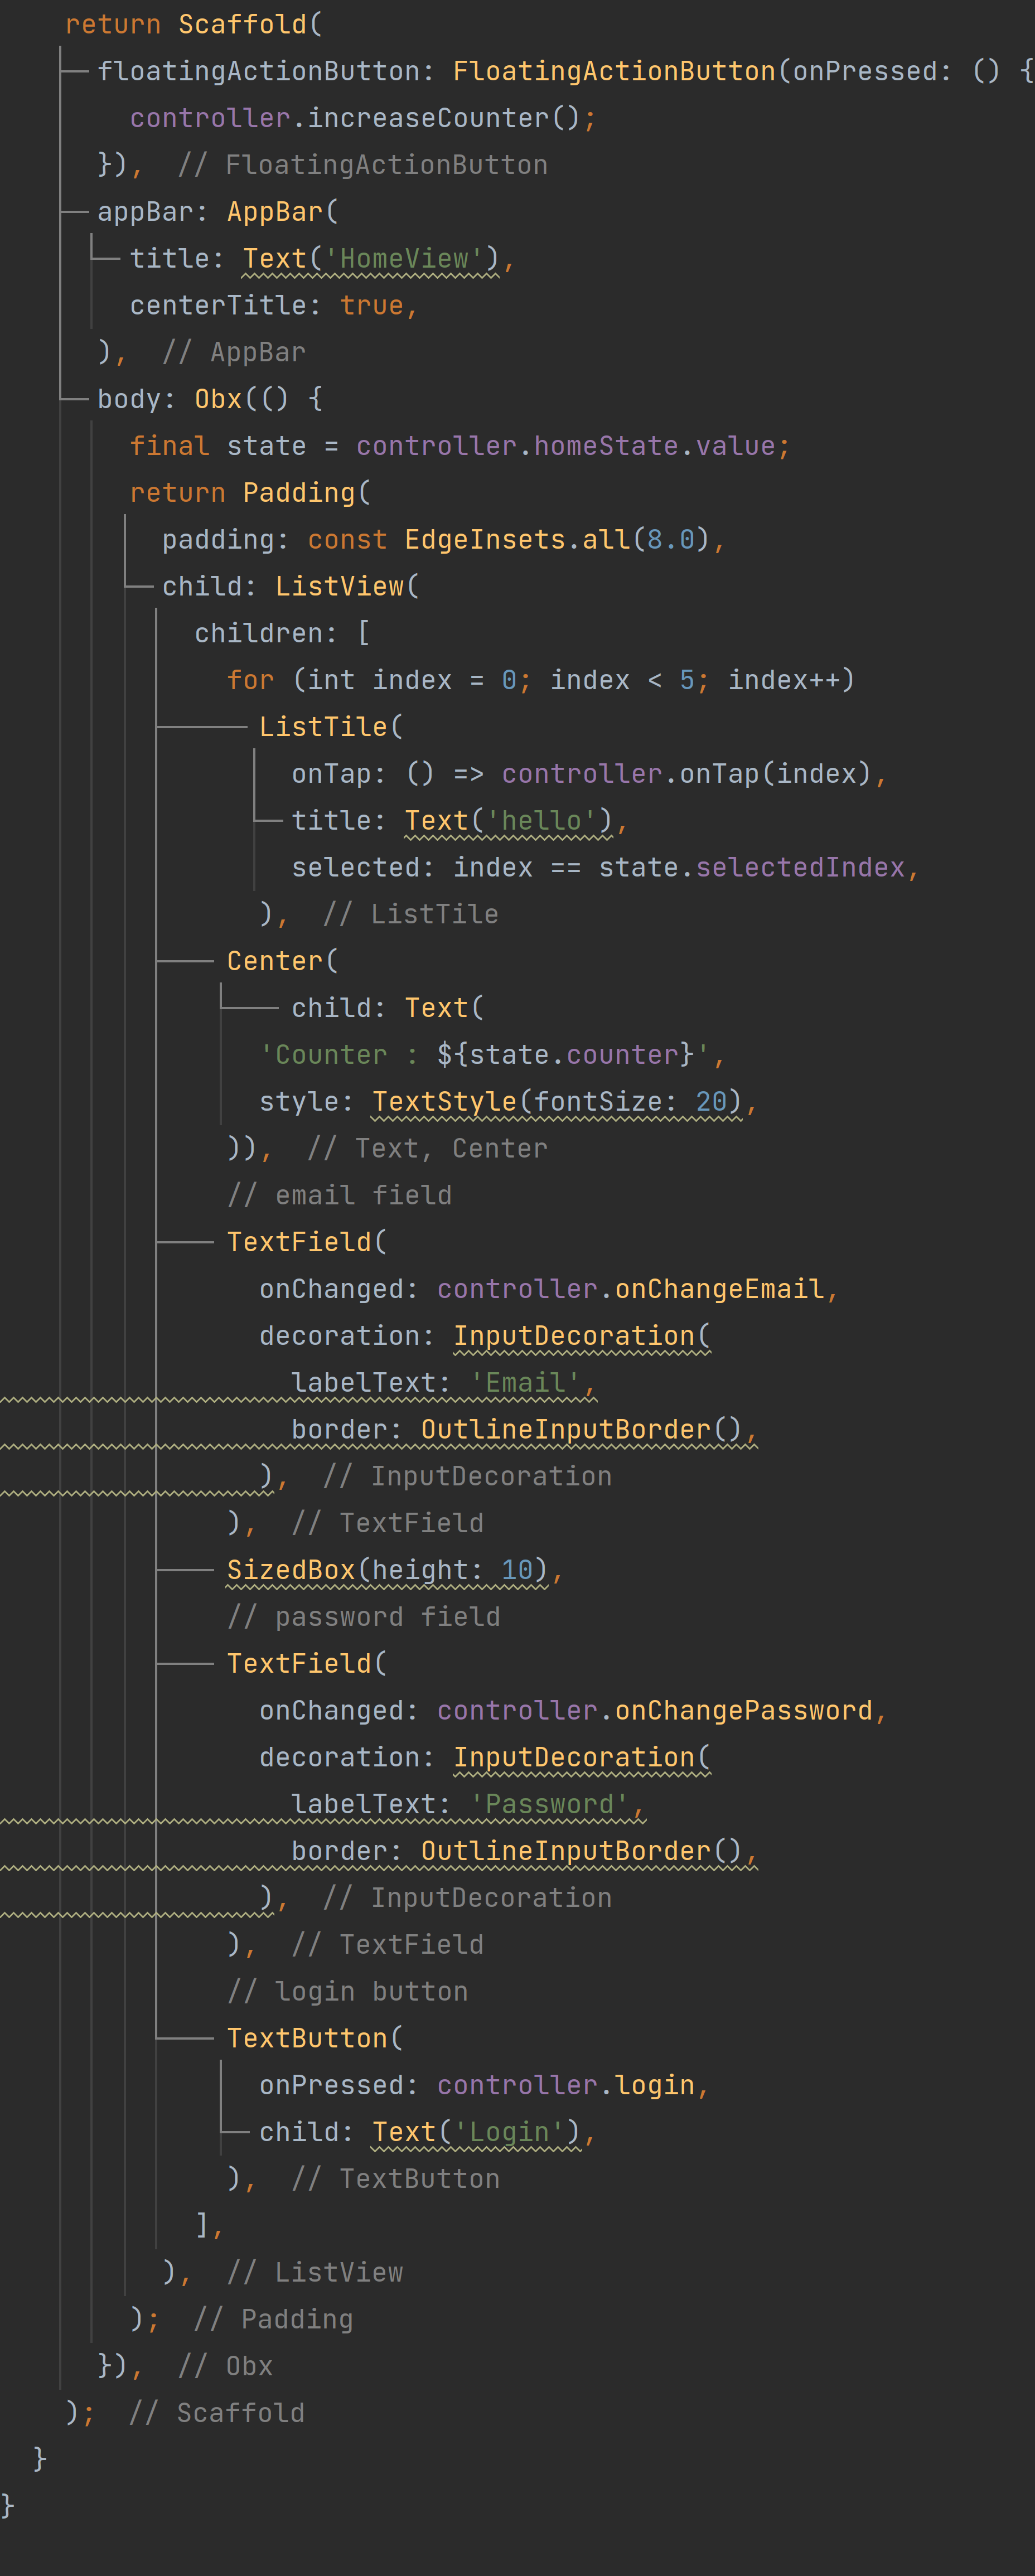 return Scaffold(
floatingActionButton: FloatingActionButton(onPressed: () {
controller.increaseCounter();
}), // FloatingActionButton
appBar: AppBar(
title: Text('HomeView'),
centerTitle: true,
), // AppBar
body: Obx(() {
final state = controller.homeState.value;
return Padding(
padding: const EdgeInsets.all(8.0),
child: ListView(
children: [
for (int index = 0; index < 5; index++)
ListTile(
onTap: () => controller.onTap(index),
title: Text('hello'),
selected: index == state.selectedIndex,
), // ListTile
Center(
child: Text(
'Counter : ${state.counter}',
style: TextStyle(fontSize: 20),
)), // Text, Center
// email field
TextField(
onChanged: controller.onChangeEmail,
decoration: InputDecoration(
labelText: 'Email',
border: OutlineInputBorder(),
), // InputDecoration
), // TextField
SizedBox(height: 10),
// password field
TextField(
onChanged: controller.onChangePassword,
decoration: InputDecoration(
labelText: 'Password',
border: OutlineInputBorder(),
), // InputDecoration
), // TextField
// login button
TextButton(
onPressed: controller.login,
child: Text('Login'),
), // TextButton
],
), // ListView
); // Padding
}), // Obx
); // Scaffold
}
}